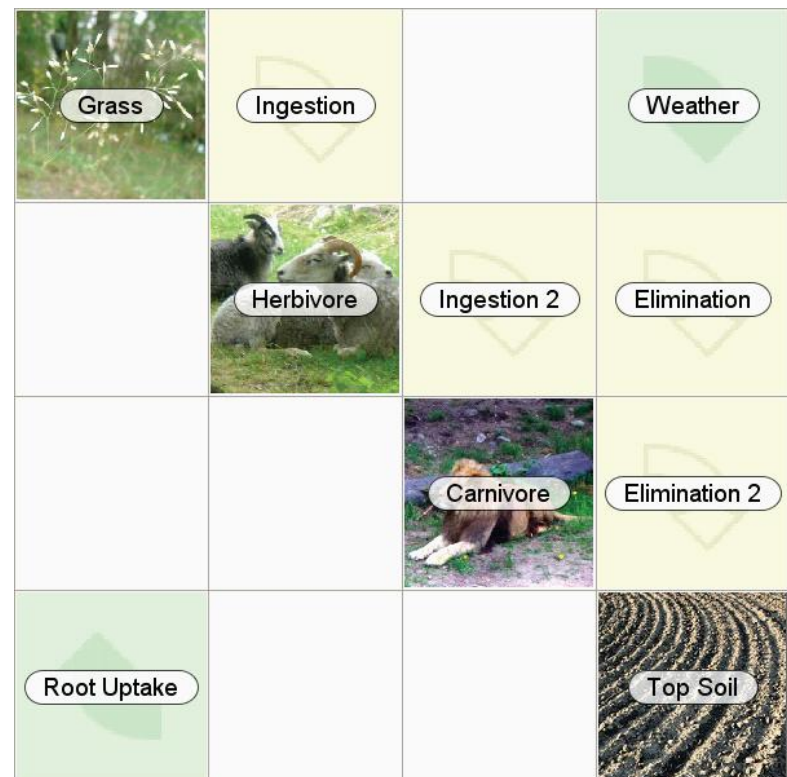 Grass
Ingestion
Weather
Herbivore
Ingestion 2
Elimination
Carnivore
Elimination 2
Root Uptake
Top Soil